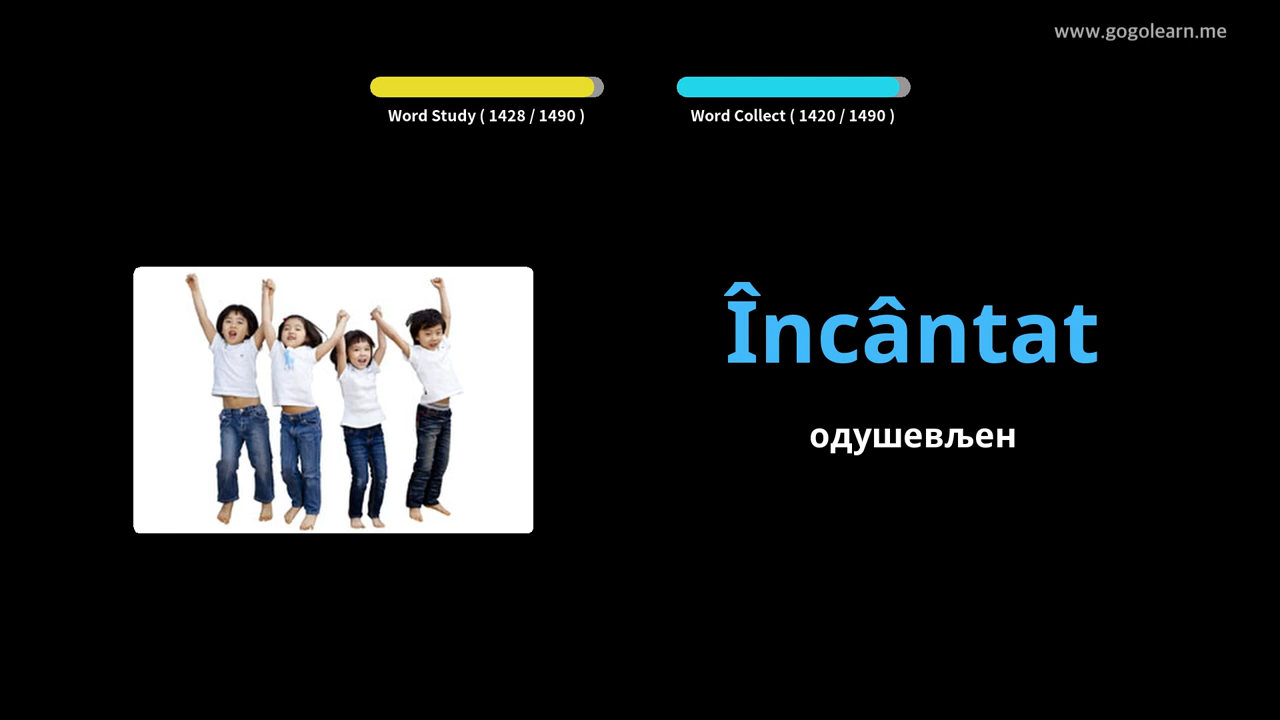 www.gogolearn.me
Word Study ( 1428 / 1490 )
Word Collect ( 1420 / 1490 )
Încântat
одушевљен